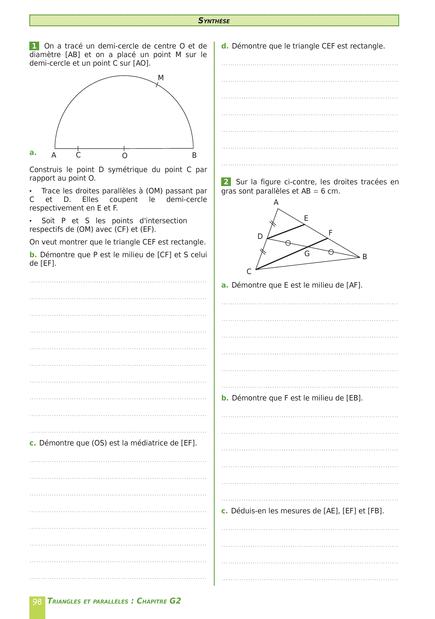 SYNTHÈSE
1 On a tracé un demi-cercle de centre O et de
diamètre [AB] et on a placé un point M sur le
demi-cercle et un point C sur [AO].
M
a.
A C O B
Construis le point D symétrique du point C par
rapport au point O.
• Trace les droites parallèles à (OM) passant par
C et D. Elles coupent le demi-cercle
respectivement en E et F.
• Soit P et S les points d'intersection
respectifs de (OM) avec (CF) et (EF).
On veut montrer que le triangle CEF est rectangle.
b. Démontre que P est le milieu de [CF] et S celui
de [EF].
c. Démontre que (OS) est la médiatrice de [EF].
d. Démontre que le triangle CEF est rectangle.
2 Sur la figure ci-contre, les droites tracées en
gras sont parallèles et AB = 6 cm.
A
E
D
F
G
B
C
a. Démontre que E est le milieu de [AF].
b. Démontre que F est le milieu de [EB].
c. Déduis-en les mesures de [AE], [EF] et [FB].
98 TRIANGLES ET PARALLELES : CHAPITRE G2